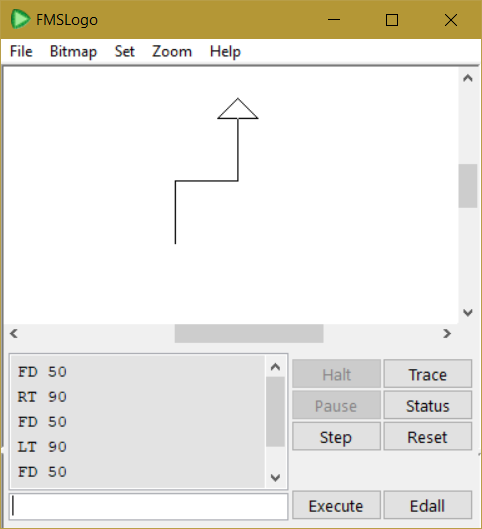 FMSLogo
File Bitmap Set Zoom Help
FD 50
RT 90
FD 50
LT 90
FD 50
Halt Trace
Pause Status
Step Reset
Execute Edall